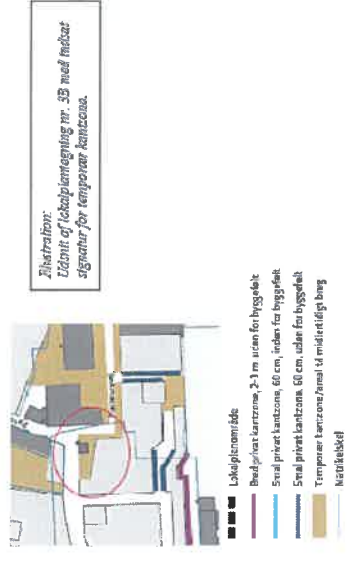 Illustration:
Udsnit af lokalplantegning nr. 3B med indsat
signatur for temporær kantzone.
Lokalplanområde
Bred privat kantzone, 2-3 m uden for byggefelt
Smal privat kantzone, 60 cm, inden for byggefelt
Smal privat kantzone, 60 cm, uden for byggefelt
Temporær kantzone/areal til midlertidigt brug
Matrikelskel